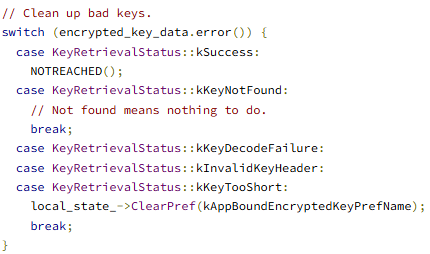 // Clean up bad keys.
switch (encrypted_key_data.error()) {
  case KeyRetrievalStatus::kSuccess:
    NOTREACHED();
  case KeyRetrievalStatus::kKeyNotFound:
    // Not found means nothing to do.
    break;
  case KeyRetrievalStatus::kKeyDecodeFailure:
  case KeyRetrievalStatus::kInvalidKeyHeader:
  case KeyRetrievalStatus::kKeyTooShort:
    local_state_->ClearPref(kAppBoundEncryptedKeyPrefName);
    break;
}